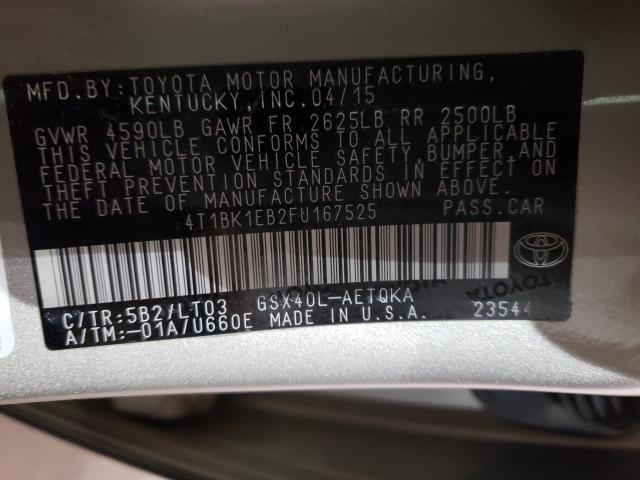 MFD.BY:TOYOTA MOTOR MANUFACTURING,
KENTUCKY, INC. 04/15
GVWR 4590LB GAWR FR 2625LB RR 2500LB
THIS VEHICLE CONFORMS TO ALL APPLICABLE
FEDERAL MOTOR VEHICLE SAFETY, BUMPER, AND
THEFT PREVENTION STANDARDS IN EFFECT ON
THE DATE OF MANUFACTURE SHOWN ABOVE.
4T1BK1EB2FU167525 PASS.CAR
TOYOTA
C/TR:5B2/LT03 GSX40L-AETQKA
A/TM:-01A/U660E MADE IN U.S.A. 23544